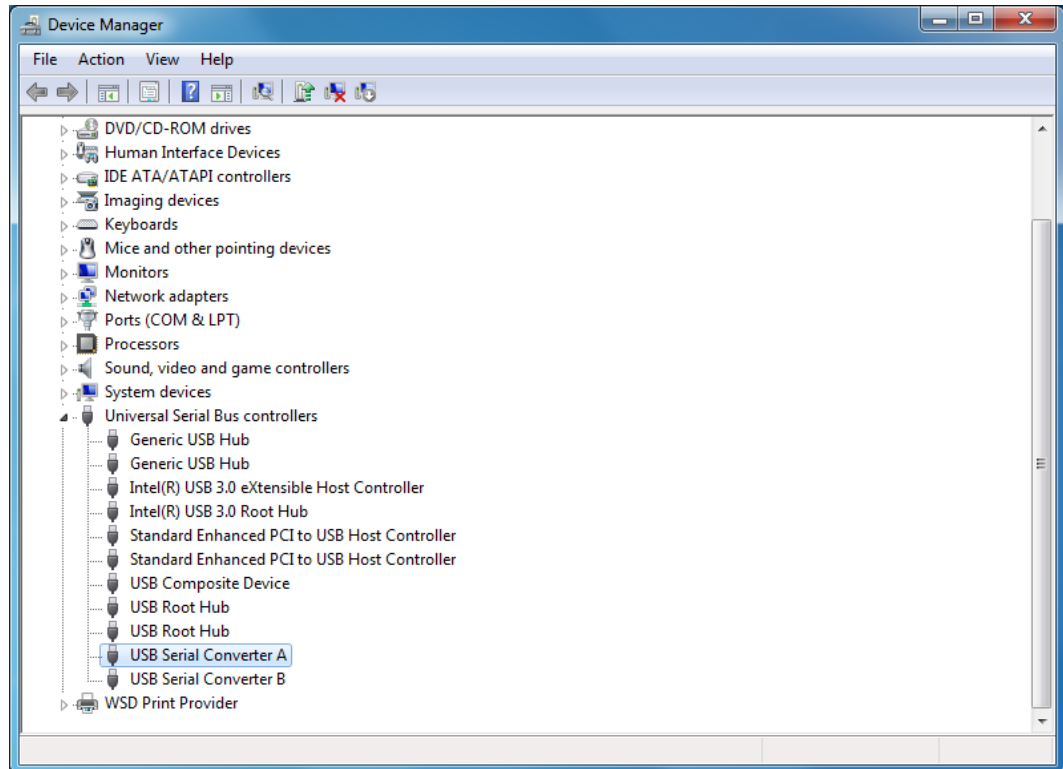 Device Manager
File Action View Help
DVD/CD-ROM drives
Human Interface Devices
IDE ATA/ATAPI controllers
Imaging devices
Keyboards
Mice and other pointing devices
Monitors
Network adapters
Ports (COM & LPT)
Processors
Sound, video and game controllers
System devices
Universal Serial Bus controllers
Generic USB Hub
Generic USB Hub
Intel(R) USB 3.0 eXtensible Host Controller
Intel(R) USB 3.0 Root Hub
Standard Enhanced PCI to USB Host Controller
Standard Enhanced PCI to USB Host Controller
USB Composite Device
USB Root Hub
USB Root Hub
USB Serial Converter A
USB Serial Converter B
WSD Print Provider